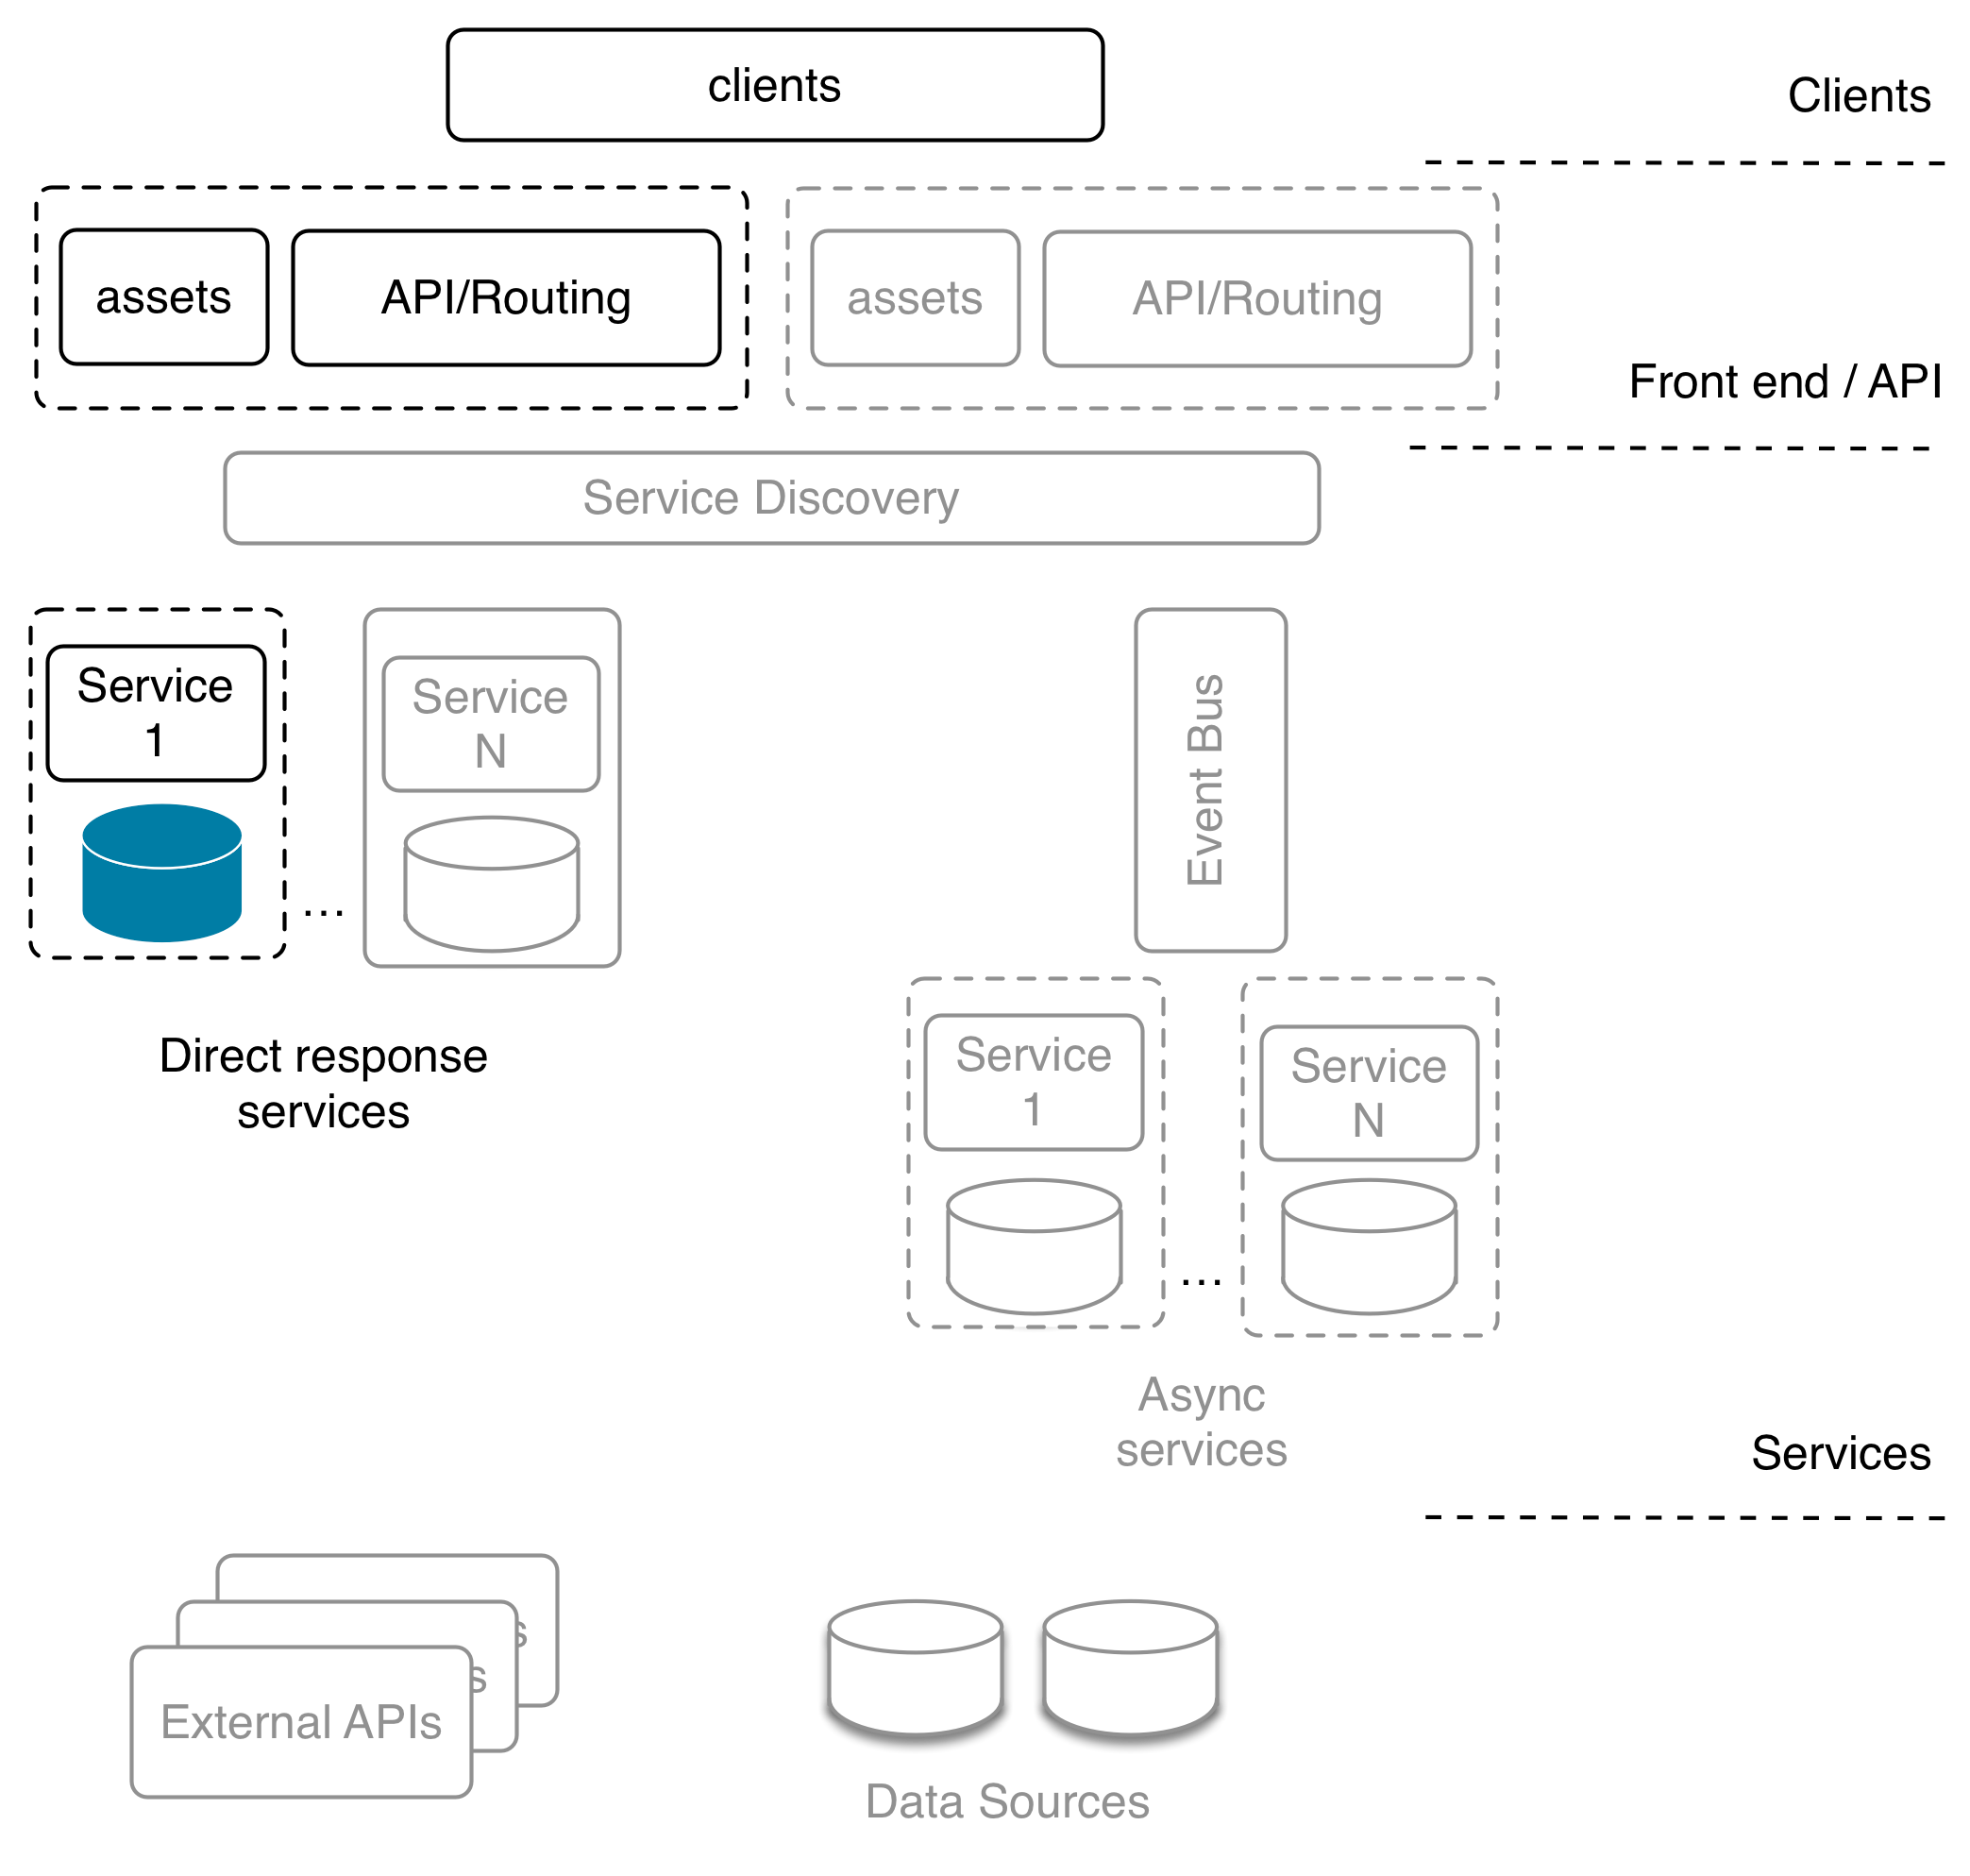 clients
Clients
assets
API/Routing
assets
API/Routing
Front end / API
Service Discovery
Service
1
...
Service
N
Event Bus
Direct response
services
Service
1
...
Service
N
Async
services
Services
s
s
External APIs
Data Sources